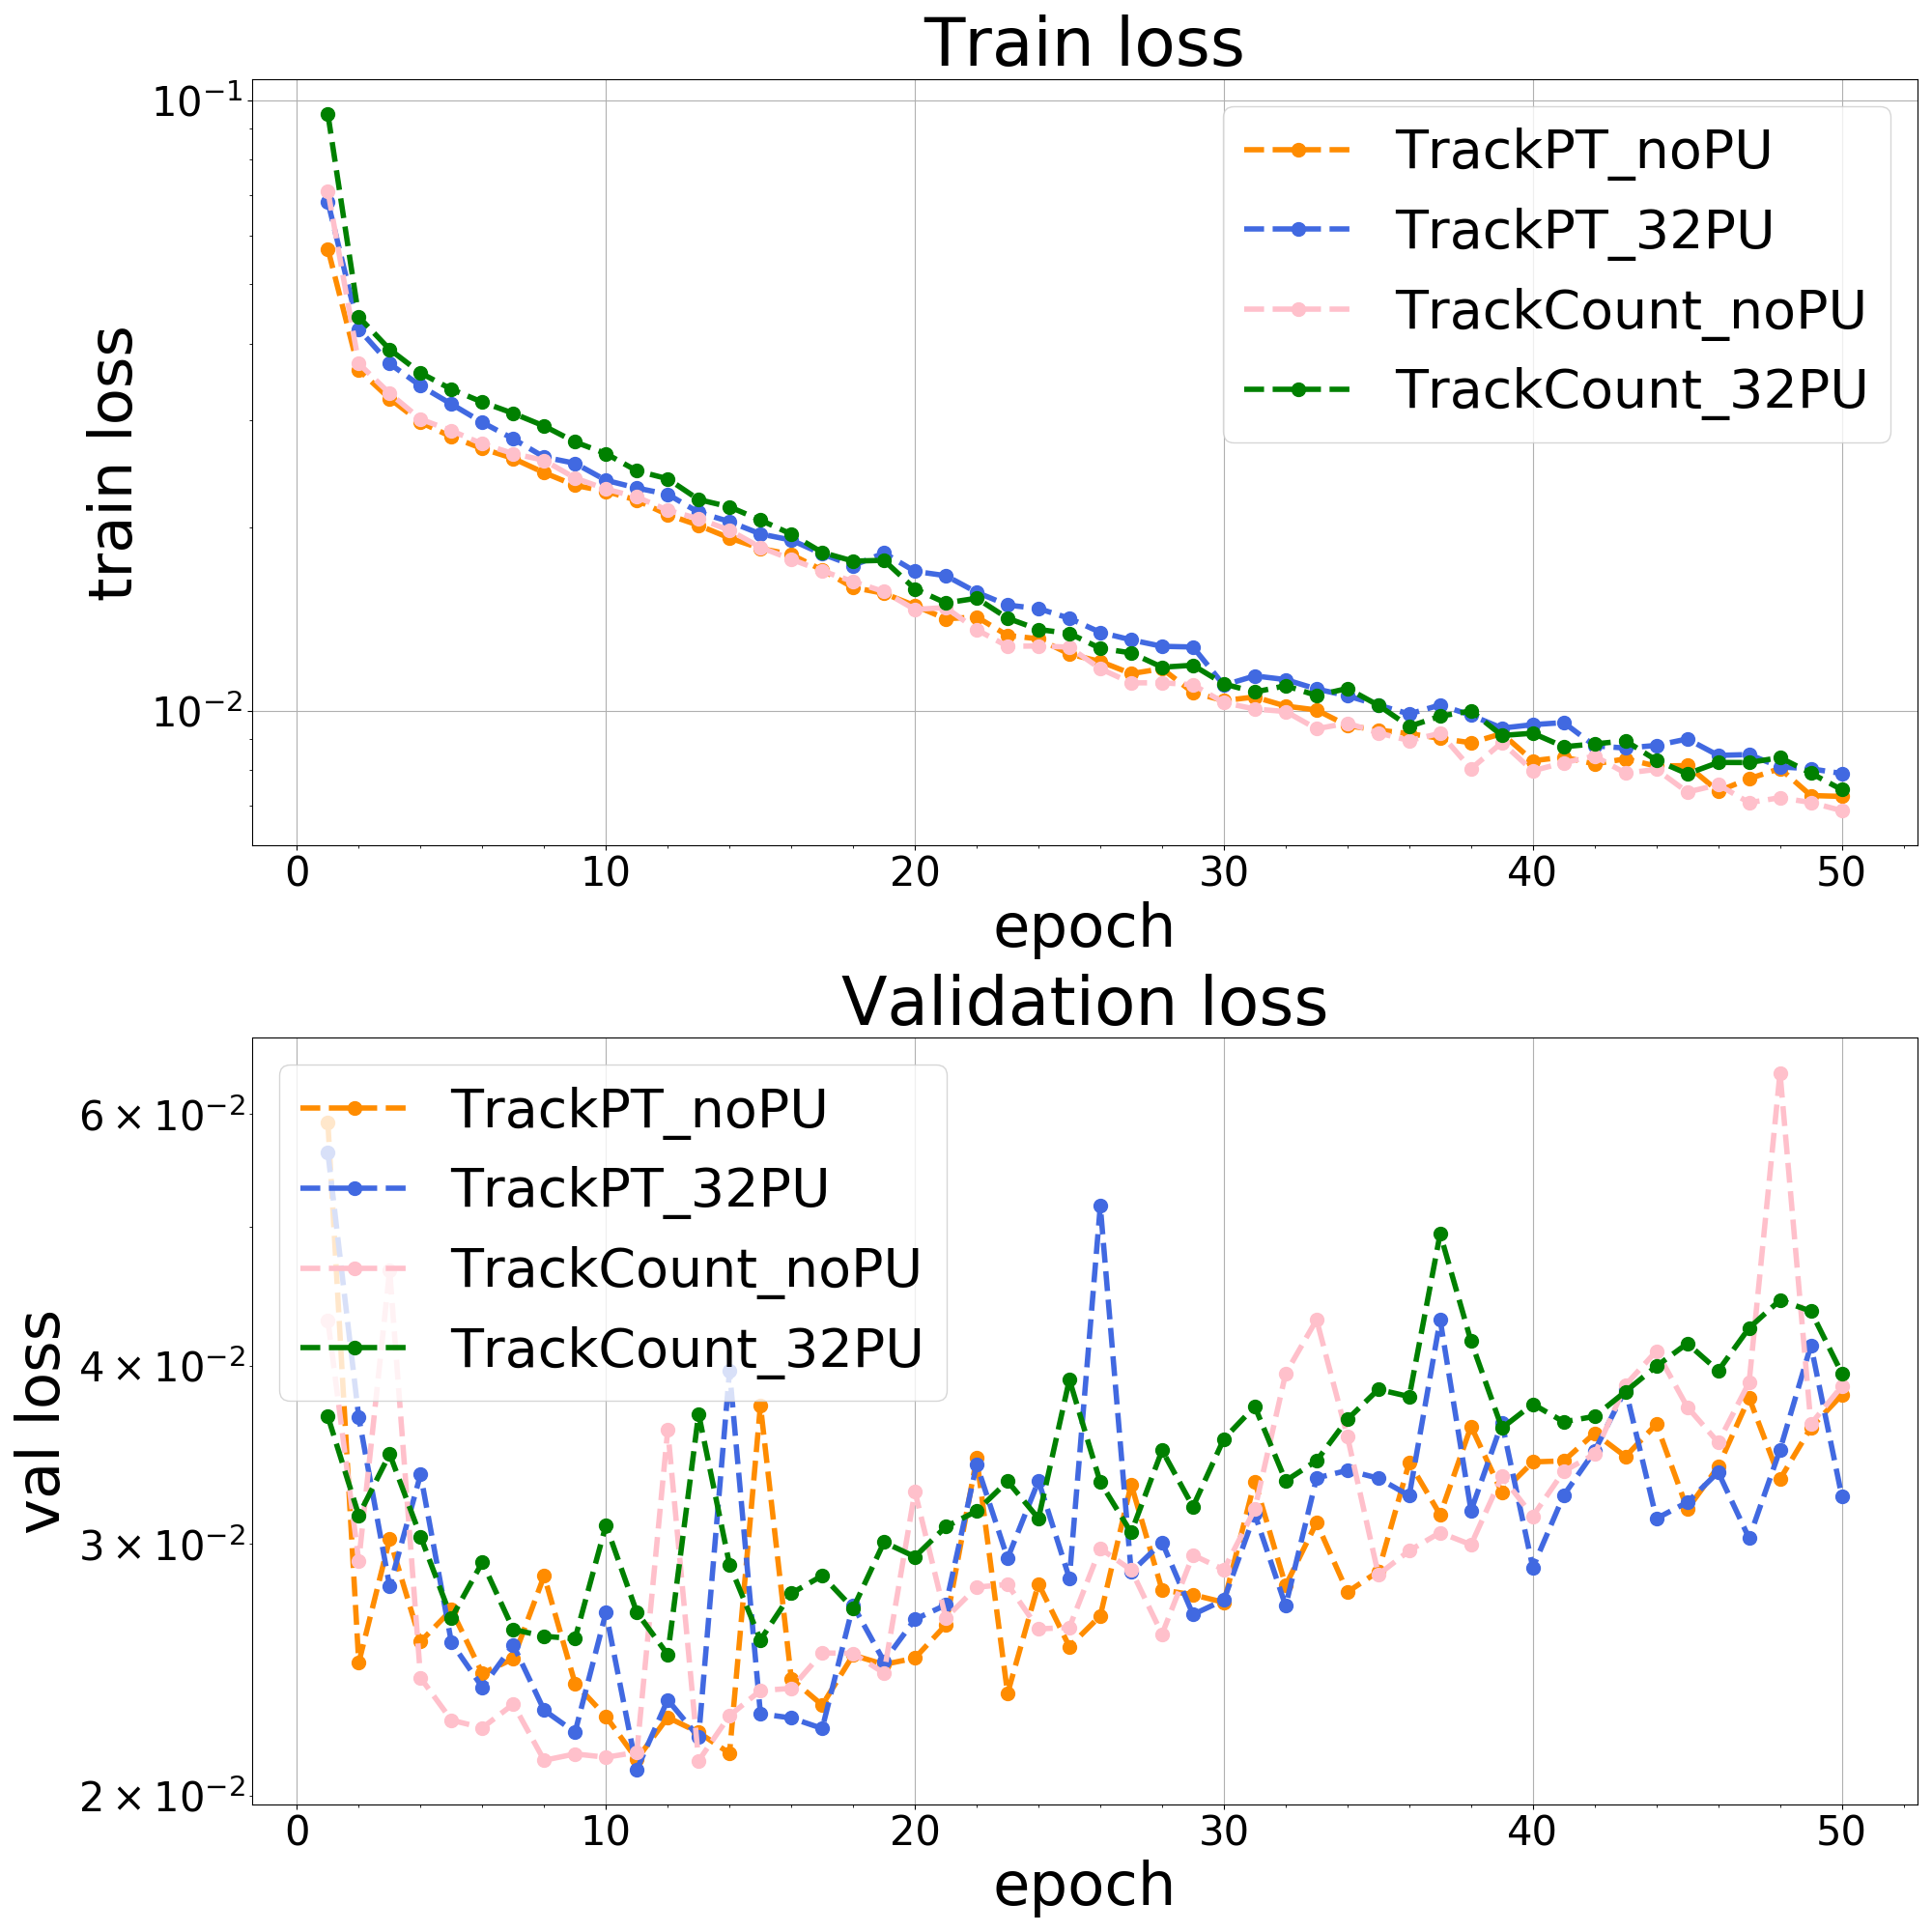 Train loss
10⁻¹
10⁻²
train loss
TrackPT_noPU
TrackPT_32PU
TrackCount_noPU
TrackCount_32PU
0 10 20 30 40 50
epoch
Validation loss
6 × 10⁻²
4 × 10⁻²
3 × 10⁻²
2 × 10⁻²
val loss
TrackPT_noPU
TrackPT_32PU
TrackCount_noPU
TrackCount_32PU
0 10 20 30 40 50
epoch